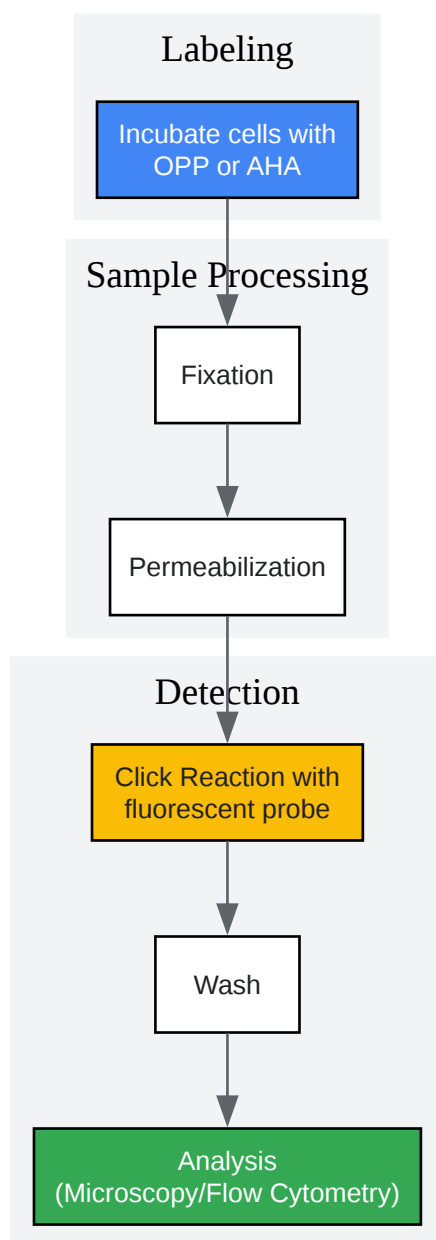 Labeling
Incubate cells with
OPP or AHA
Sample Processing
Fixation
Permeabilization
Detection
Click Reaction with
fluorescent probe
Wash
Analysis
(Microscopy/Flow Cytometry)